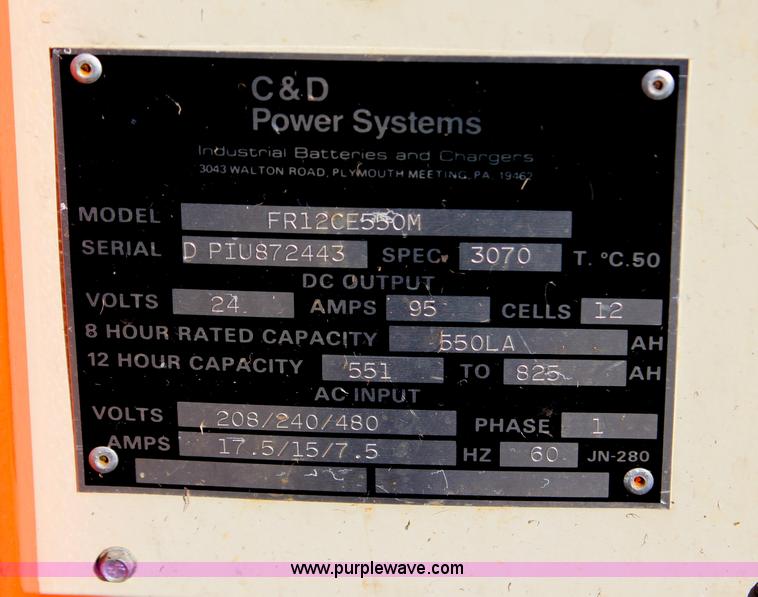 C&D
Power Systems
Industrial Batteries and Chargers
3043 WALTON ROAD, PLYMOUTH MEETING, PA. 19462
MODEL FR12CE550M
SERIAL D PIU872443 SPEC. 3070 T. °C.50
DC OUTPUT
VOLTS 24 AMPS 95 CELLS 12
8 HOUR RATED CAPACITY 550LA AH
12 HOUR CAPACITY 551 TO 825 AH
AC INPUT
VOLTS 208/240/480 PHASE 1
AMPS 17.5/15/7.5 HZ 60 JN-280
www.purplewave.com